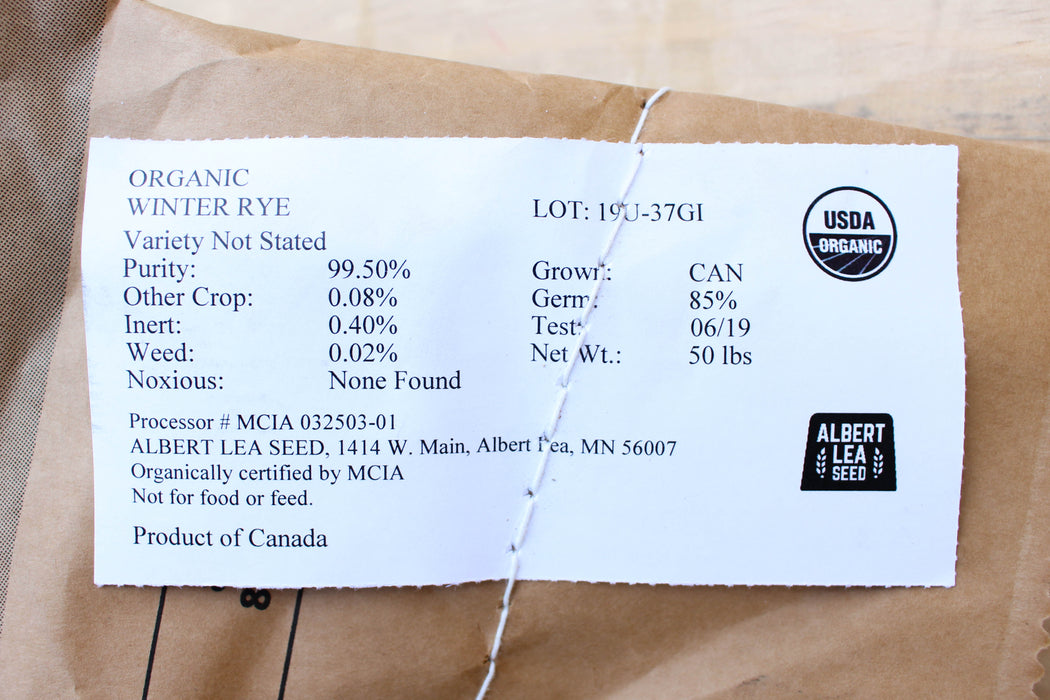 ORGANIC
WINTER RYE
Variety Not Stated
Purity: 99.50%
Other Crop: 0.08%
Inert: 0.40%
Weed: 0.02%
Noxious: None Found
LOT: 19U-37GI
Grown: CAN
Germ: 85%
Test: 06/19
Net Wt.: 50 lbs
USDA
ORGANIC
Processor # MCIA 032503-01
ALBERT LEA SEED, 1414 W. Main, Albert Lea, MN 56007
Organically certified by MCIA
Not for food or feed.
Product of Canada
ALBERT
LEA
SEED
8